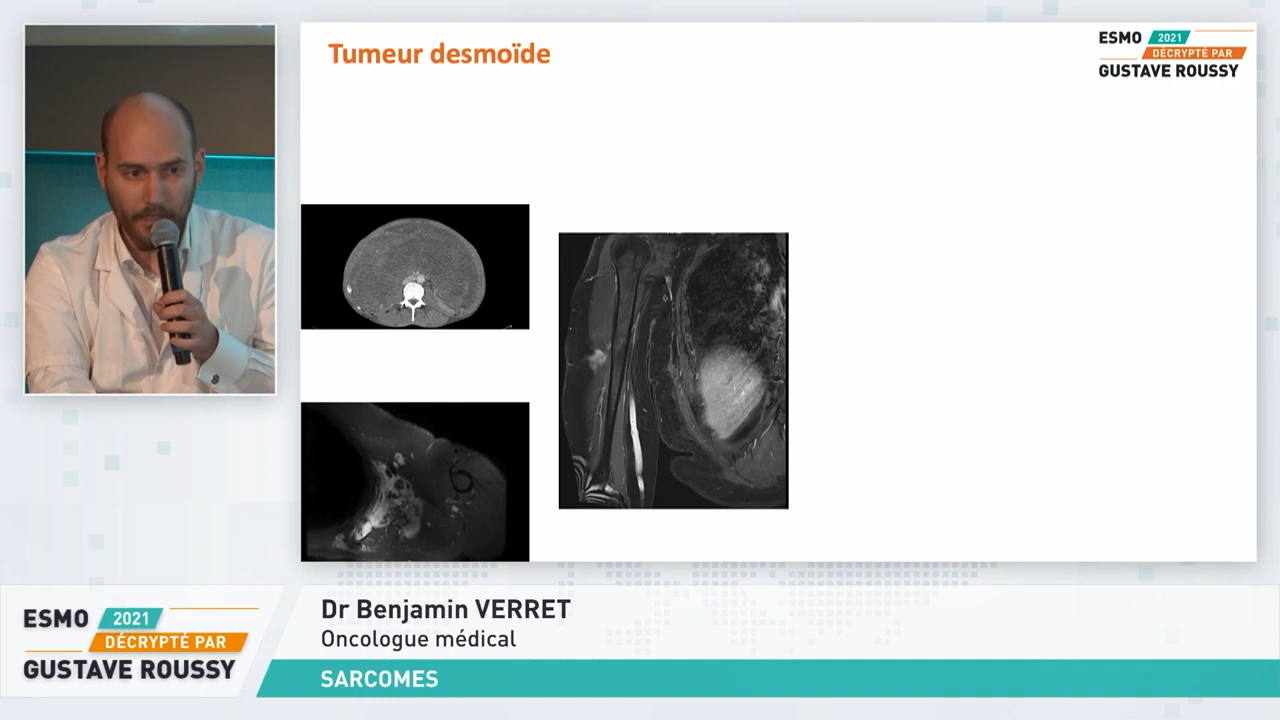 Tumeur desmoïde
ESMO 2021
DÉCRYPTÉ PAR
GUSTAVE ROUSSY
Dr Benjamin VERRET
Oncologue médical
SARCOMES
ESMO 2021
DÉCRYPTÉ PAR
GUSTAVE ROUSSY